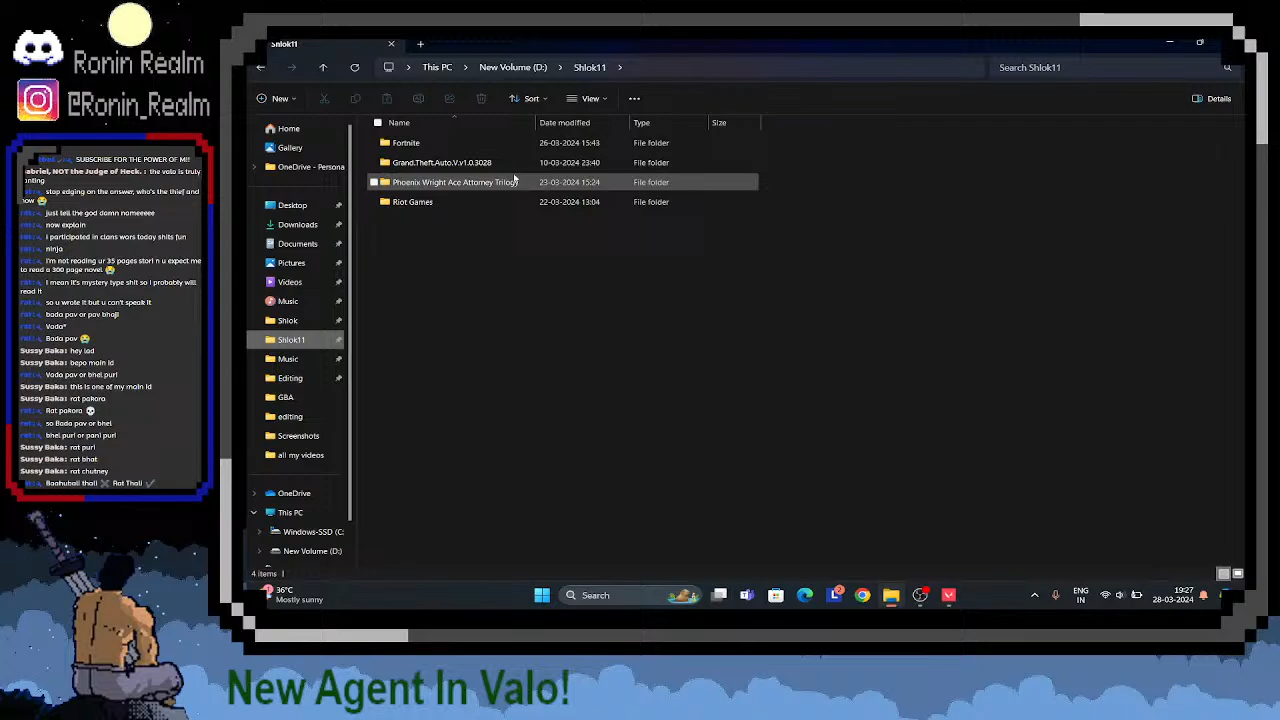 Ronin Realm
@Ronin_Realm
SUBSCRIBE FOR THE POWER OF MI!!
abriel, NOT the Judge of Heck. : the valo is truly
nting
stop edging on the answer, who's the thief and
how 😭
just tell the god damn nameeeee
now explain
i participated in clans wars today shits fun
ninja
I'm not reading ur 35 pages stori n u expect me
to read a 300 page novel 😭
I mean it's mystery type shit so I probably will
read it
so u wrote it but u can't speak it
bada pav or pav bhaji
Vada*
Bada pav 😭
Sussy Baka: hey lad
Sussy Baka: bepo main id
Vada pav or bhel puri
Sussy Baka: this is one of my main id
Sussy Baka: rat pakora
Rat pakora 💀
so Bada pav or bhel
bhel puri or pani puri
Sussy Baka: rat puri
Sussy Baka: rat bhat
Sussy Baka: rat chutney
Baahubali thali ❌ Rat Thali ✔
Shlok11
This PC > New Volume (D:) > Shlok11 >
Search Shlok11
New
Sort
View
Details
Name
Date modified
Type
Size
Fortnite 26-03-2024 15:43 File folder
Grand.Theft.Auto.V.v1.0.3028 10-03-2024 23:40 File folder
Phoenix Wright Ace Attorney Trilogy 23-03-2024 15:24 File folder
Riot Games 22-03-2024 13:04 File folder
Home
Gallery
OneDrive - Persona
Desktop
Downloads
Documents
Pictures
Videos
Music
Shlok
Shlok11
Music
Editing
GBA
editing
Screenshots
all my videos
OneDrive
This PC
Windows-SSD (C:
New Volume (D:)
4 items
36°C
Mostly sunny
Search
ENG
IN
19:27
28-03-2024
New Agent In Valo!